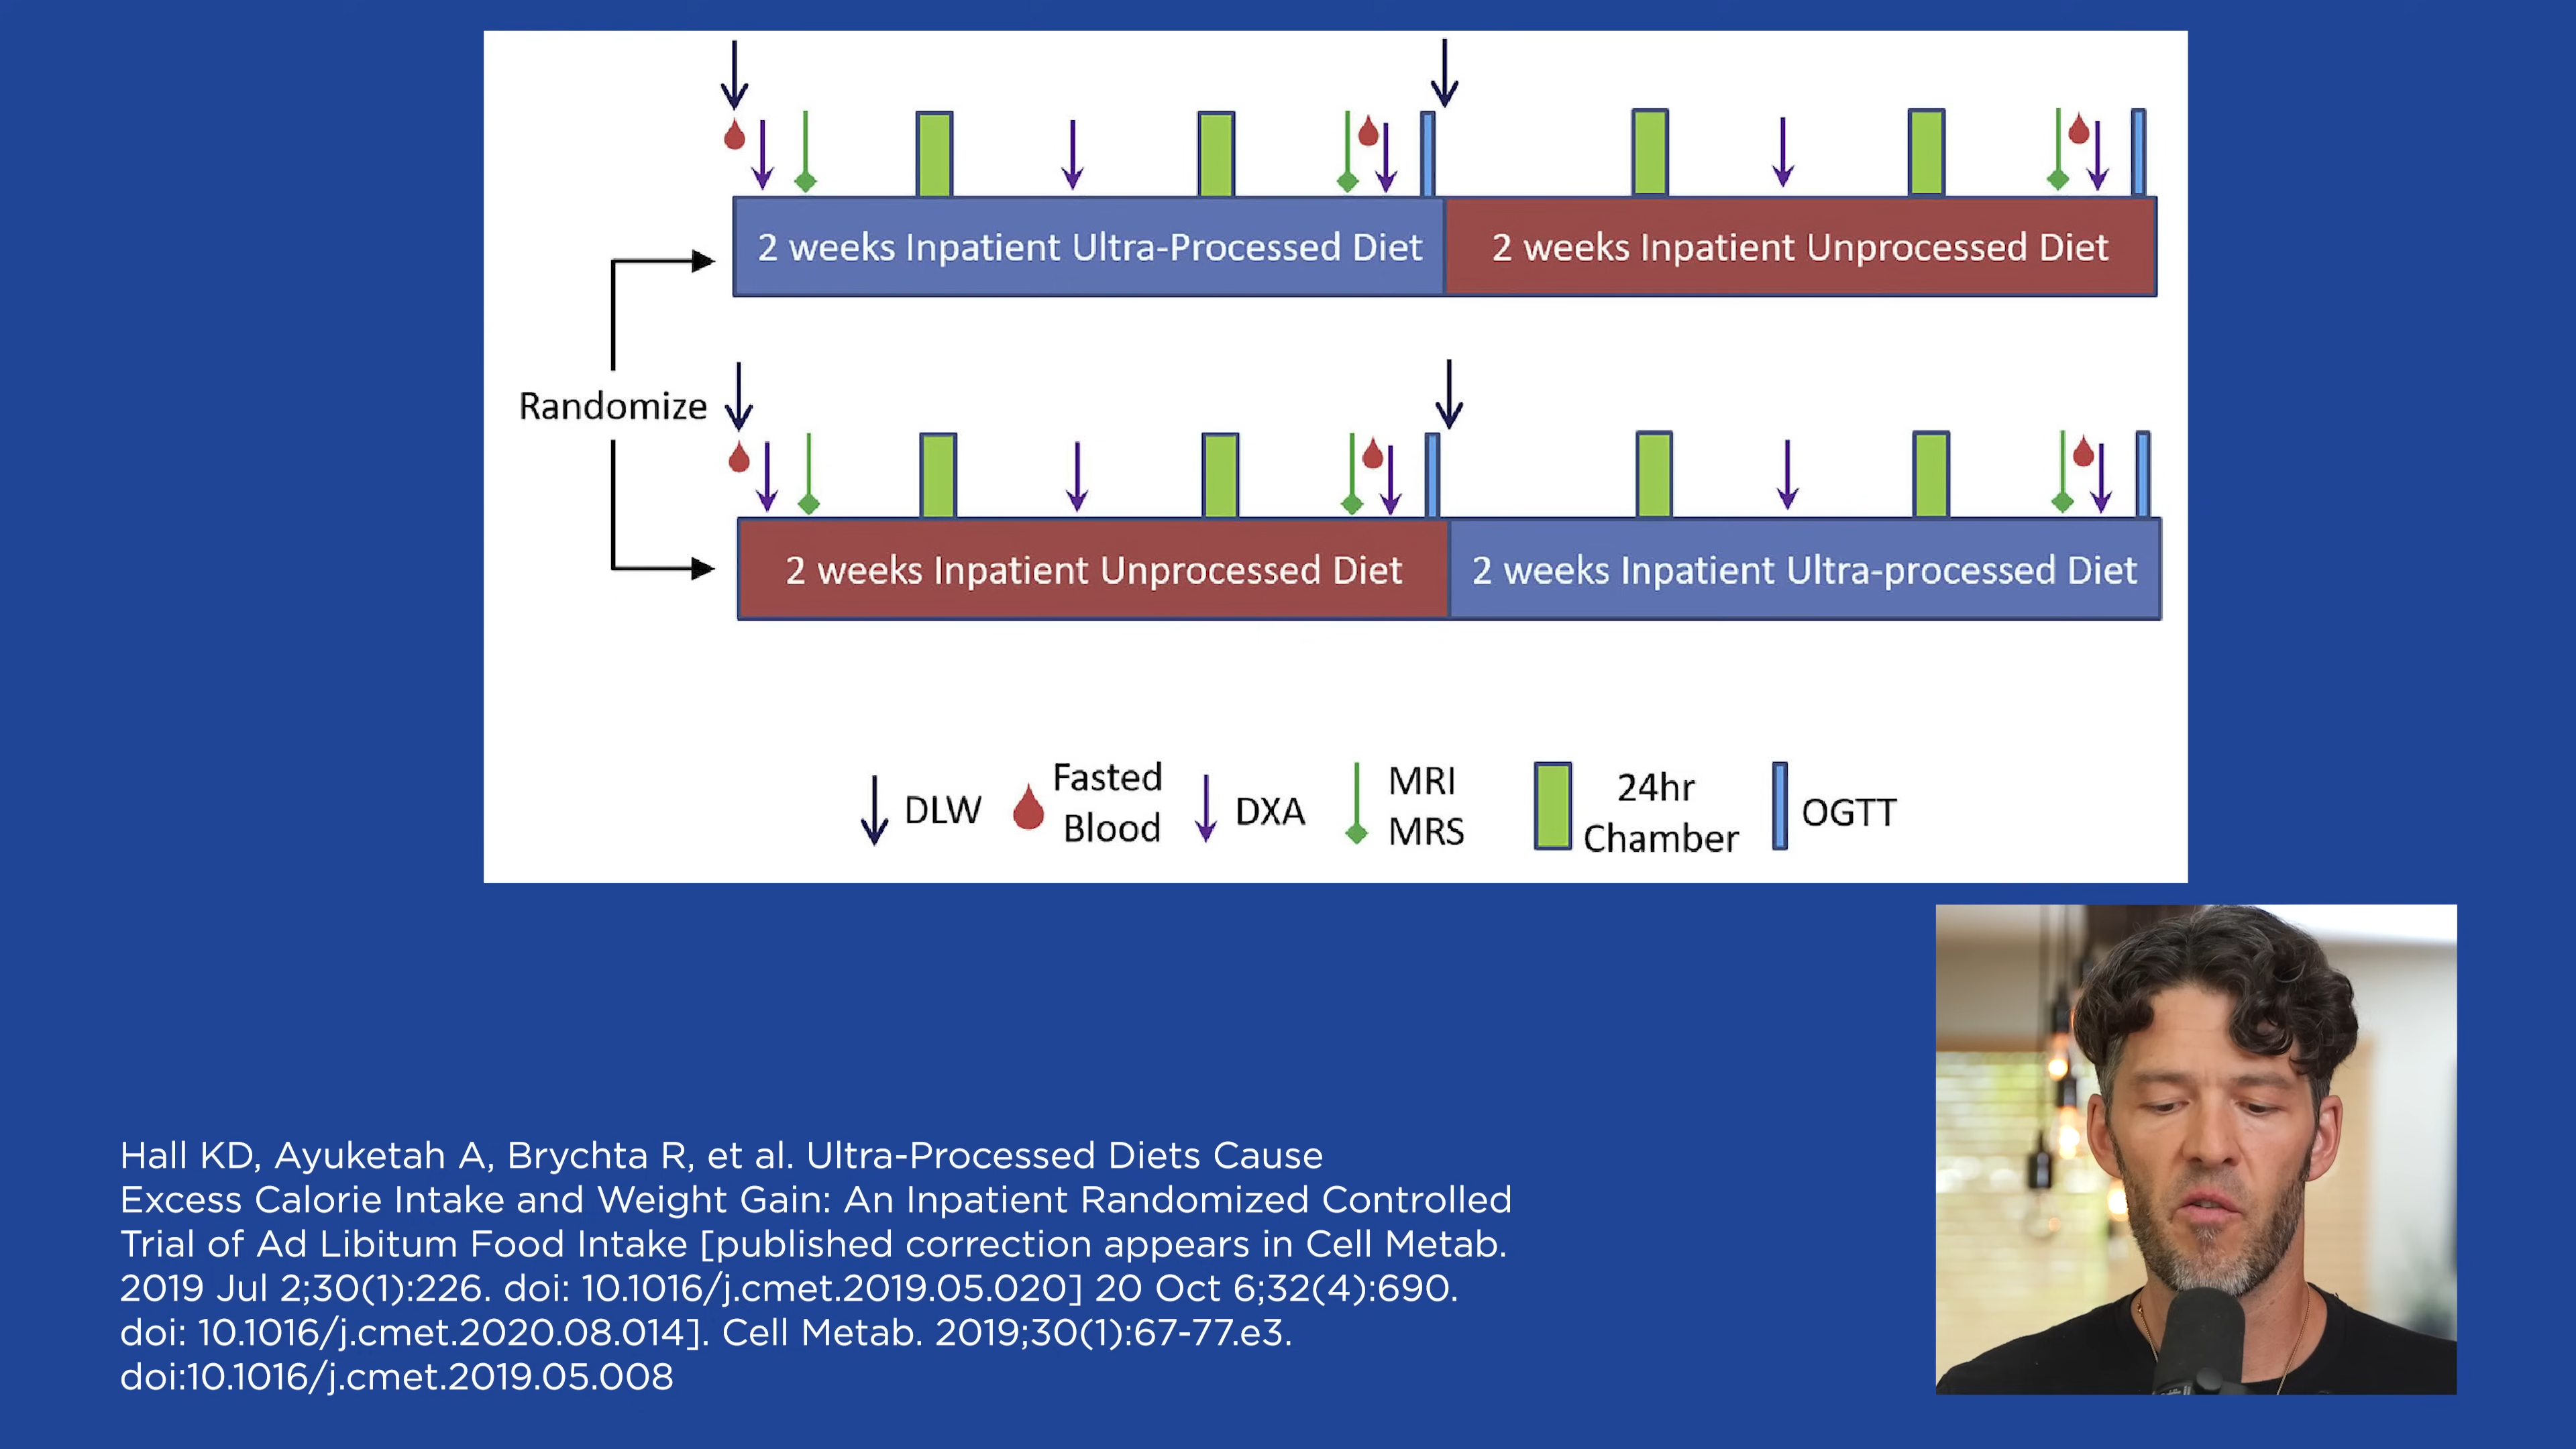 2 weeks Inpatient Ultra-Processed Diet
2 weeks Inpatient Unprocessed Diet
Randomize
2 weeks Inpatient Unprocessed Diet
2 weeks Inpatient Ultra-processed Diet
DLW
Fasted
Blood
DXA
MRI
MRS
24hr
Chamber
OGTT
Hall KD, Ayuketah A, Brychta R, et al. Ultra-Processed Diets Cause
Excess Calorie Intake and Weight Gain: An Inpatient Randomized Controlled
Trial of Ad Libitum Food Intake [published correction appears in Cell Metab.
2019 Jul 2;30(1):226. doi: 10.1016/j.cmet.2019.05.020] 20 Oct 6;32(4):690.
doi: 10.1016/j.cmet.2020.08.014]. Cell Metab. 2019;30(1):67-77.e3.
doi:10.1016/j.cmet.2019.05.008